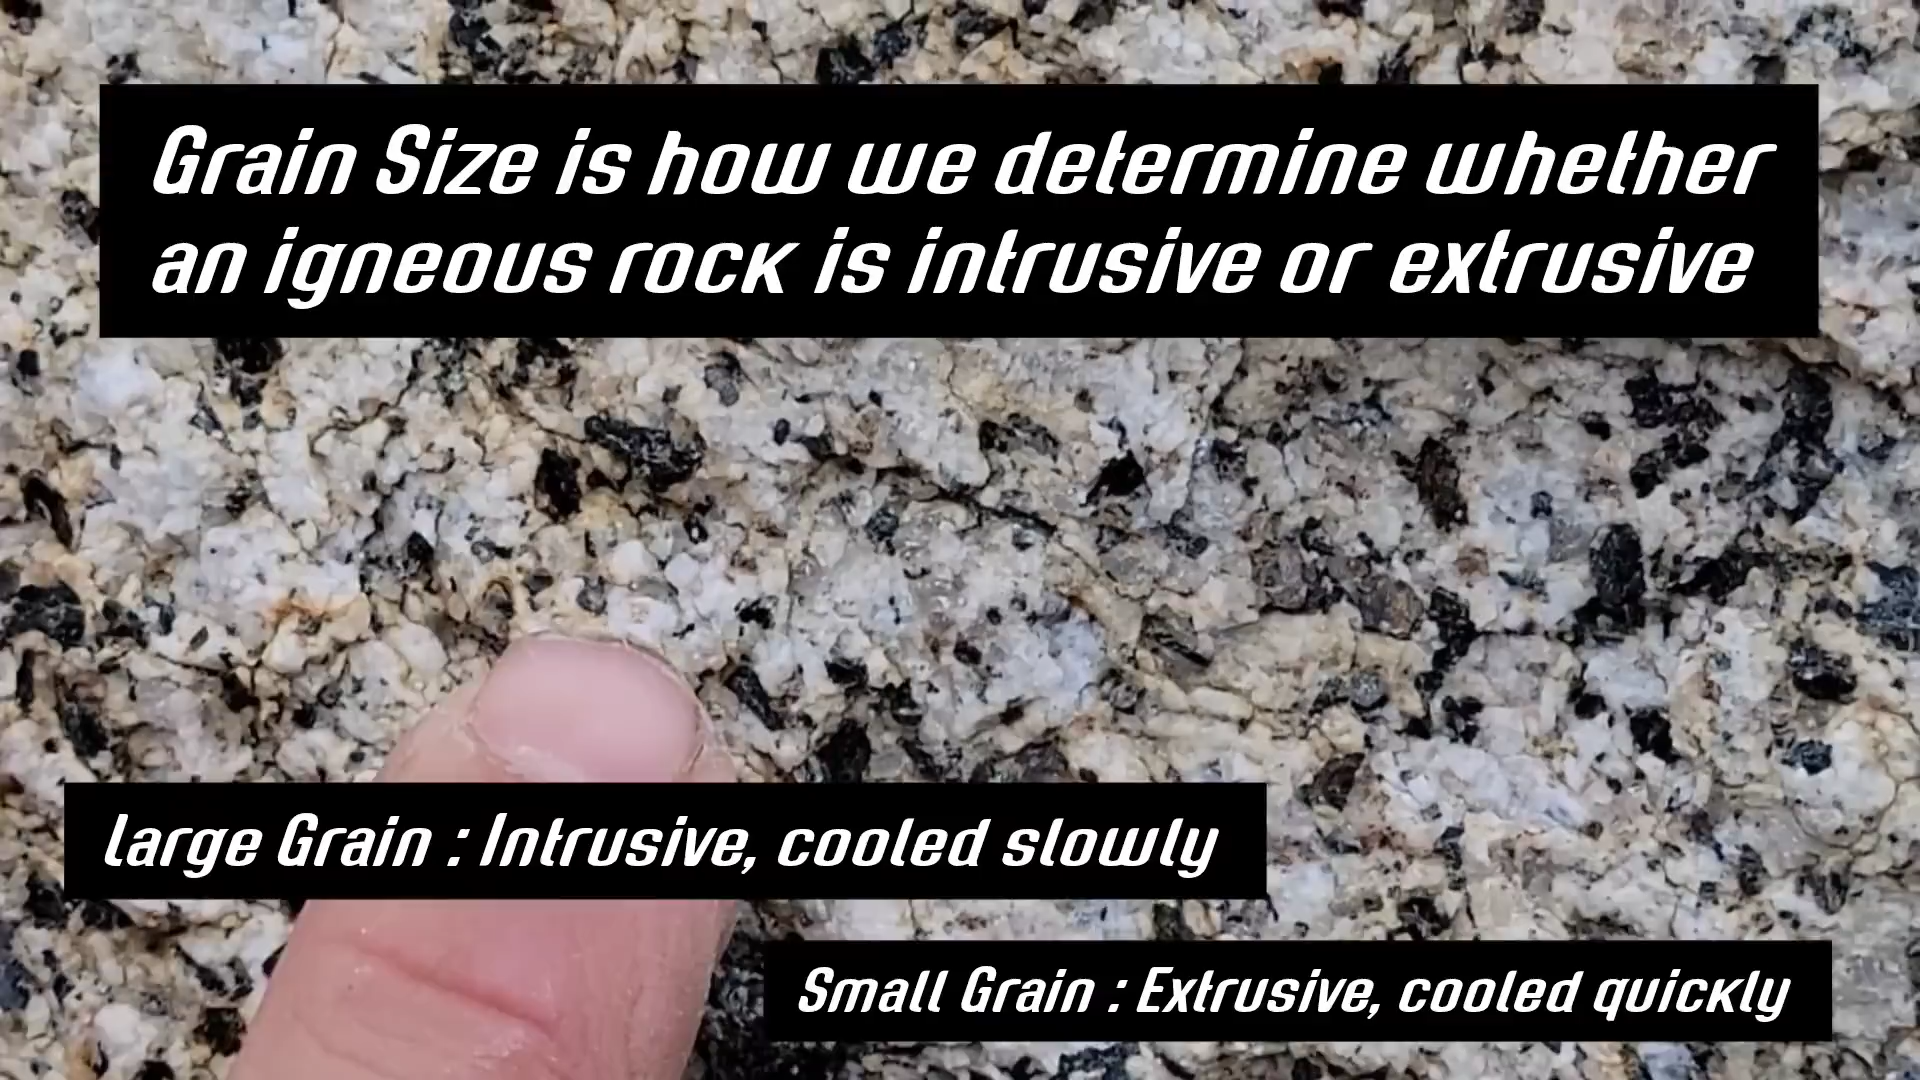 Grain Size is how we determine whether
an igneous rock is intrusive or extrusive
Large Grain : Intrusive, cooled slowly
Small Grain : Extrusive, cooled quickly